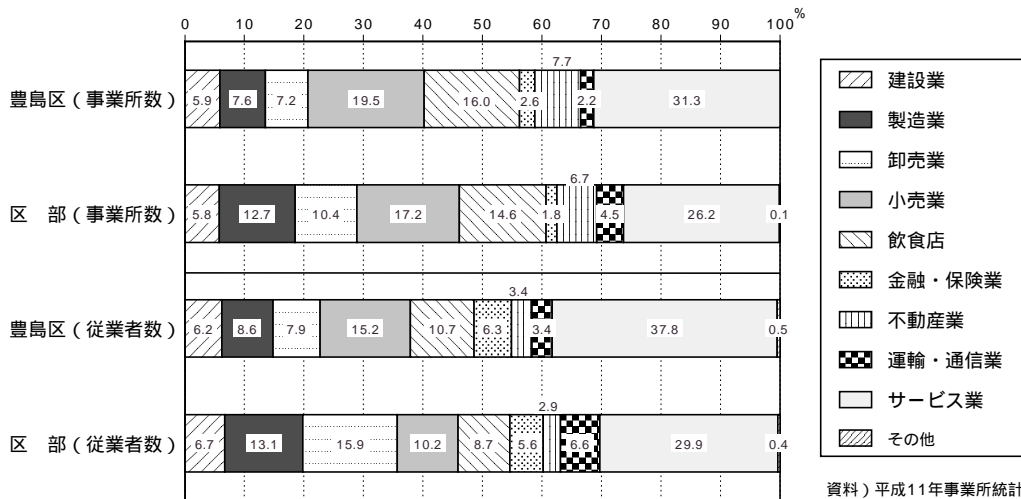 0 10 20 30 40 50 60 70 80 90 100 %
7.7
豊島区(事業所数) 5.9 7.6 7.2 19.5 16.0 2.6 2.2 31.3
6.7
区 部(事業所数) 5.8 12.7 10.4 17.2 14.6 1.8 4.5 26.2 0.1
3.4
豊島区(従業者数) 6.2 8.6 7.9 15.2 10.7 6.3 3.4 37.8 0.5
2.9
区 部(従業者数) 6.7 13.1 15.9 10.2 8.7 5.6 6.6 29.9 0.4
建設業
製造業
卸売業
小売業
飲食店
金融・保険業
不動産業
運輸・通信業
サービス業
その他
資料)平成11年事業所統計